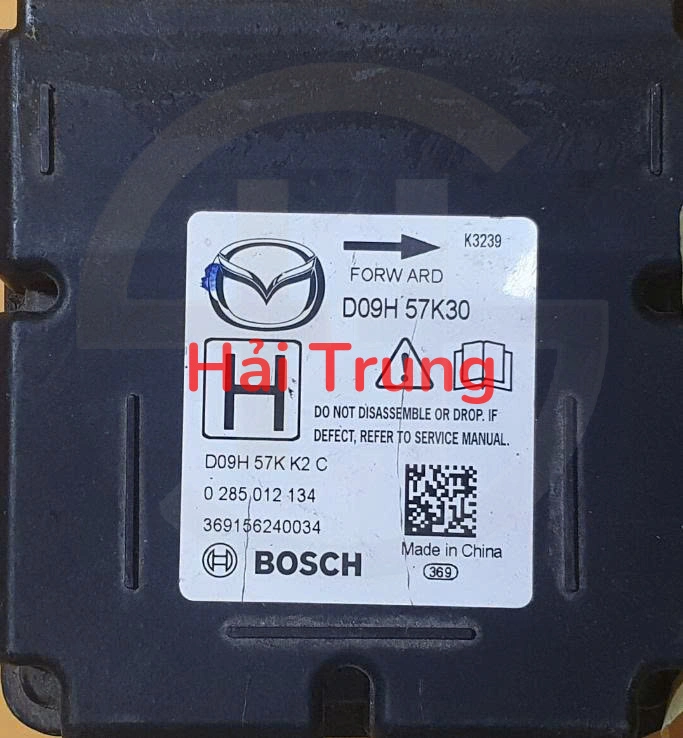 K3239
FORWARD
D09H 57K30
Hải Trung
H
DO NOT DISASSEMBLE OR DROP. IF
DEFECT, REFER TO SERVICE MANUAL.
D09H 57K K2 C
0 285 012 134
369156240034
Made in China
BOSCH
369